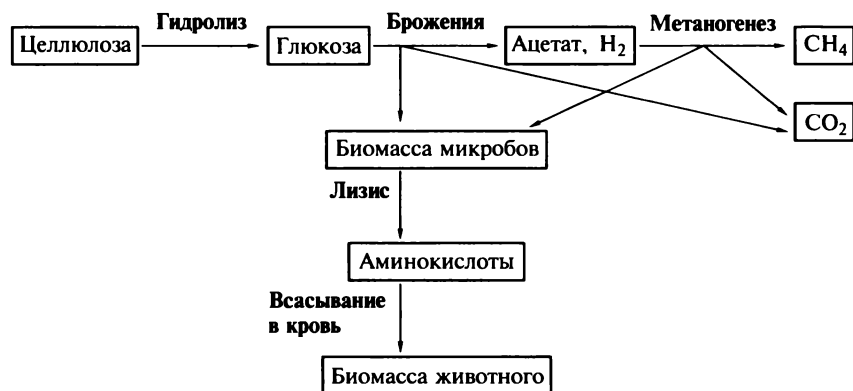 Гидролиз
Брожения
Метаногенез
Целлюлоза
Глюкоза
Ацетат, H₂
CH₄
CO₂
Биомасса микробов
Лизис
Аминокислоты
Всасывание
в кровь
Биомасса животного